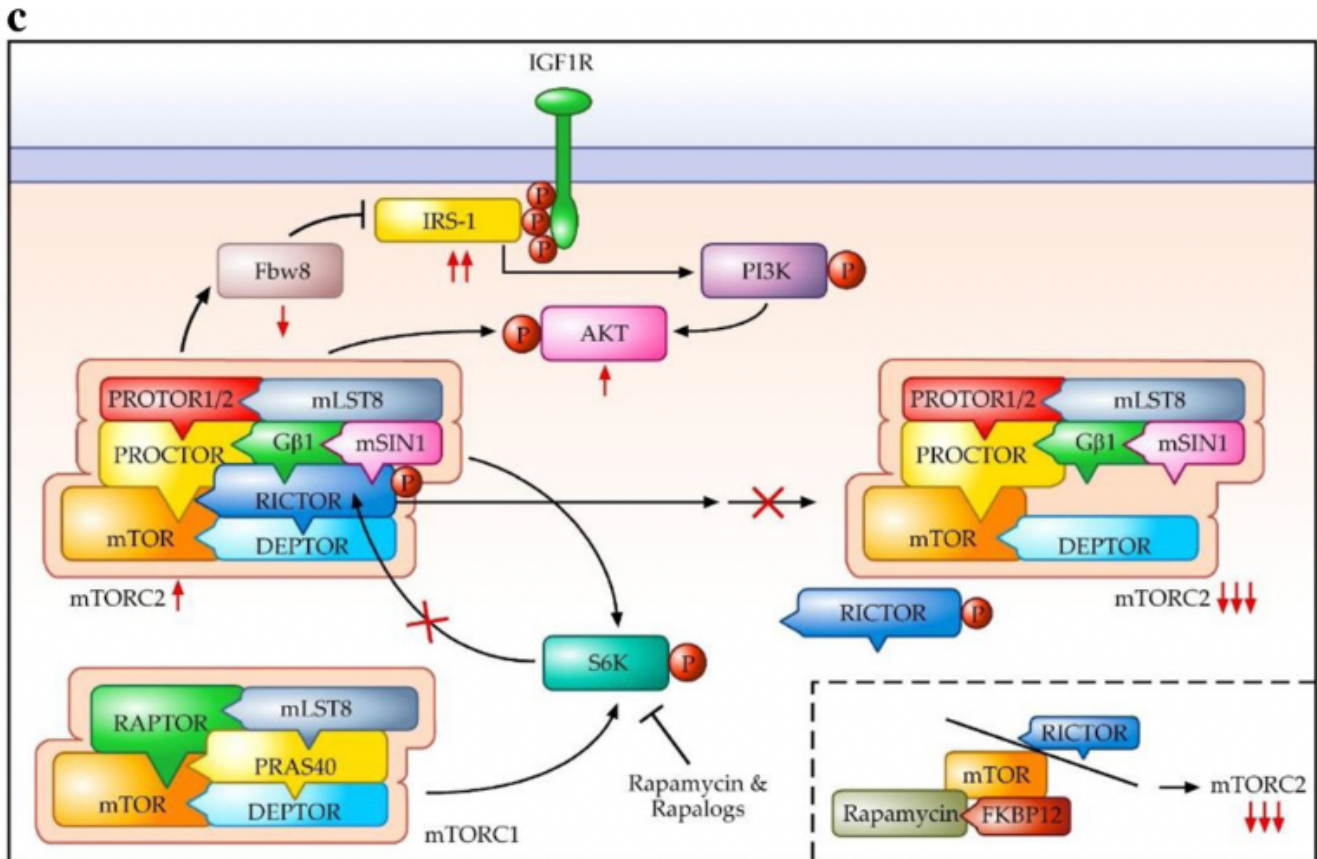 c
IGF1R
P
IRS-1
P
P
Fbw8
PI3K
P
P
AKT
PROTOR1/2
mLST8
PROCTOR
Gβ1
mSIN1
P
RICTOR
mTOR
DEPTOR
mTORC2
PROTOR1/2
mLST8
PROCTOR
Gβ1
mSIN1
mTOR
DEPTOR
mTORC2
RICTOR
P
S6K
P
RAPTOR
mLST8
PRAS40
mTOR
DEPTOR
mTORC1
Rapamycin &
Rapalogs
RICTOR
mTOR
Rapamycin
FKBP12
mTORC2